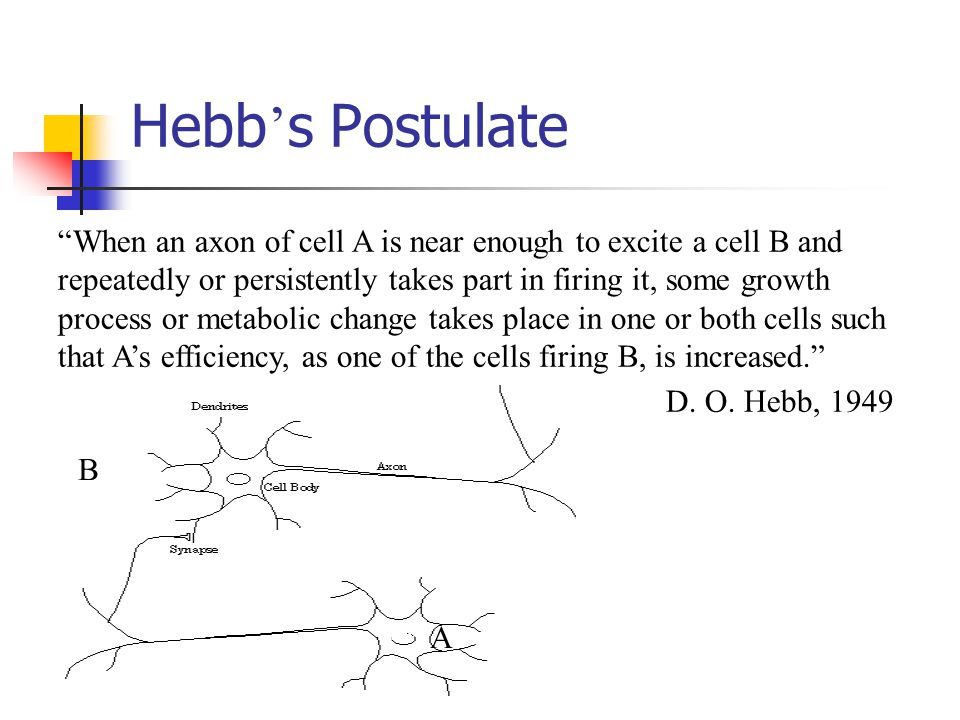 Hebb’s Postulate
“When an axon of cell A is near enough to excite a cell B and
repeatedly or persistently takes part in firing it, some growth
process or metabolic change takes place in one or both cells such
that A’s efficiency, as one of the cells firing B, is increased.”
D. O. Hebb, 1949
Dendrites
B
Axon
Cell Body
Synapse
A